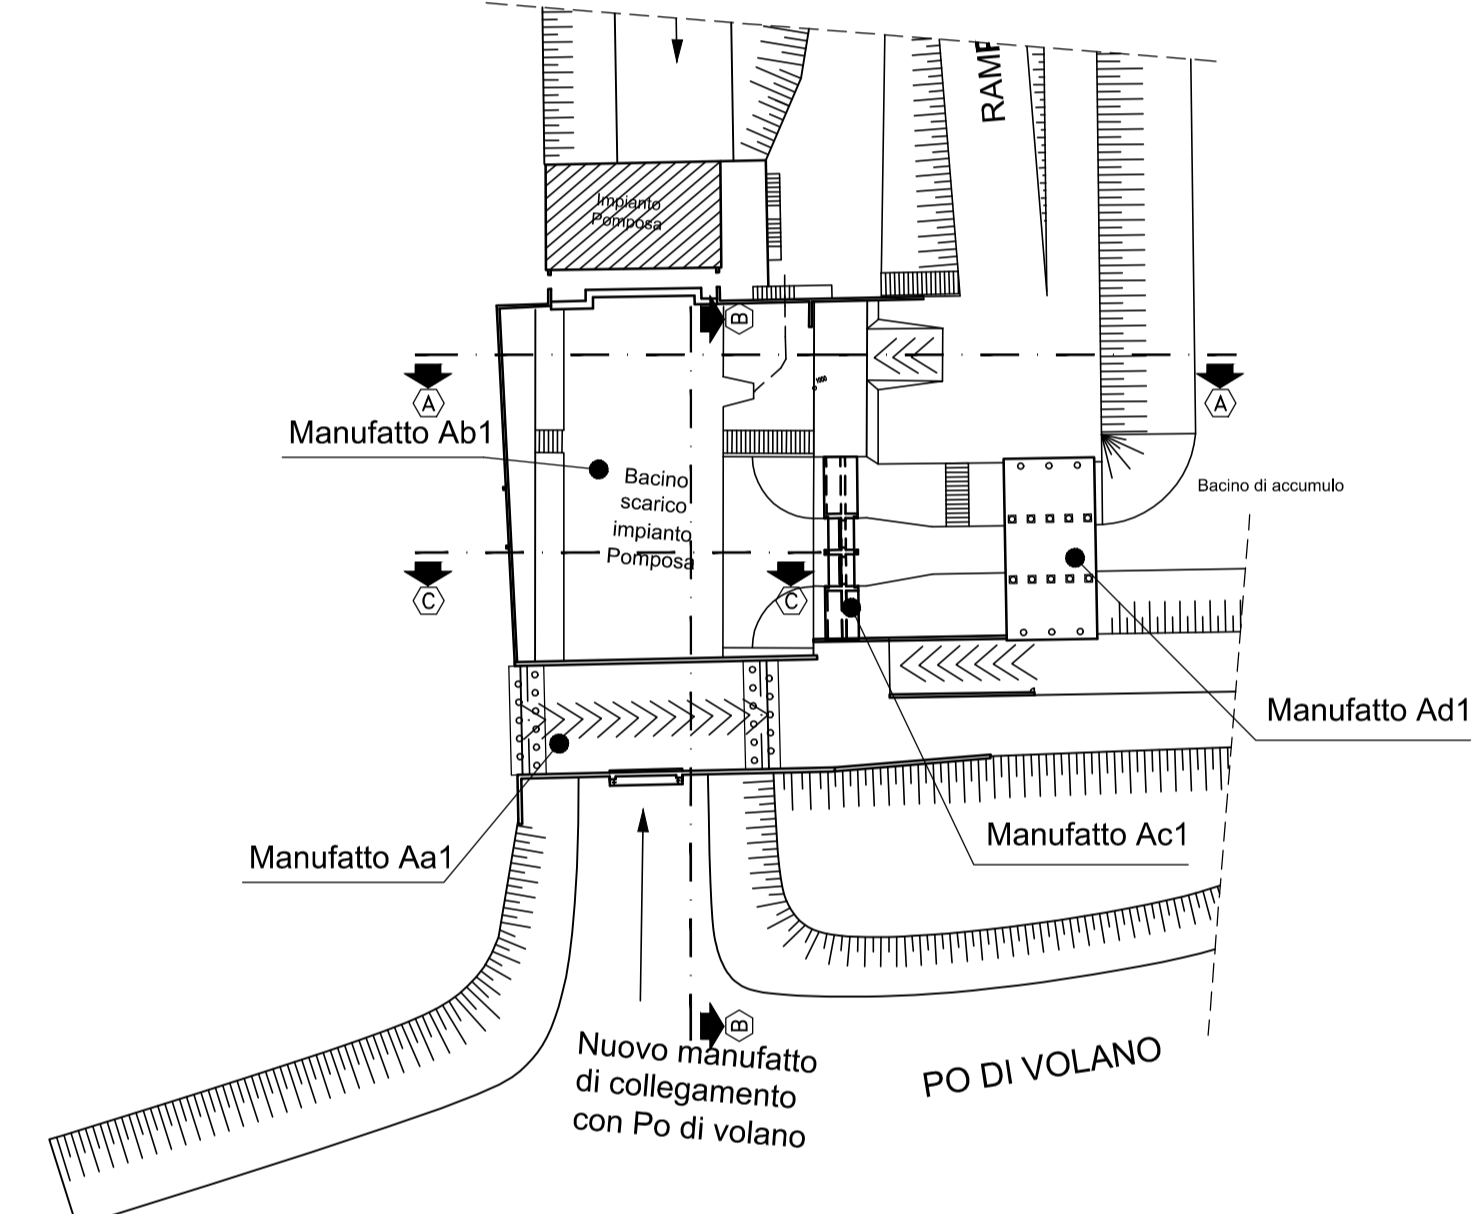 RAMP
Impianto
Pomposa
B
A
A
Manufatto Ab1
Bacino
scarico
impianto
Pomposa
Bacino di accumulo
C
C
Manufatto Ad1
Manufatto Ac1
Manufatto Aa1
B
Nuovo manufatto
di collegamento
con Po di volano
PO DI VOLANO